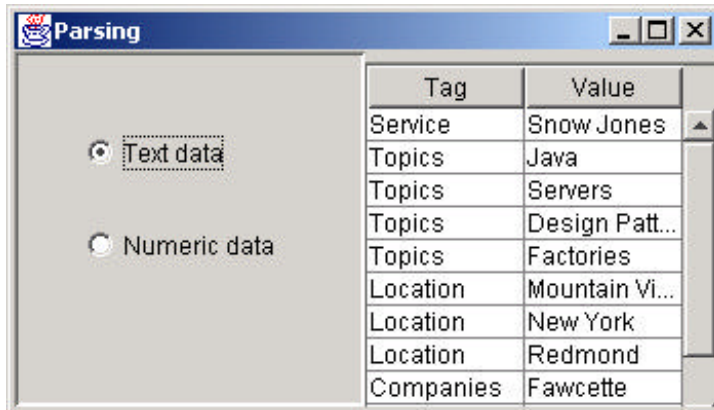 Parsing
Text data
Numeric data
Tag Value
Service Snow Jones
Topics Java
Topics Servers
Topics Design Patt...
Topics Factories
Location Mountain Vi...
Location New York
Location Redmond
Companies Fawcette